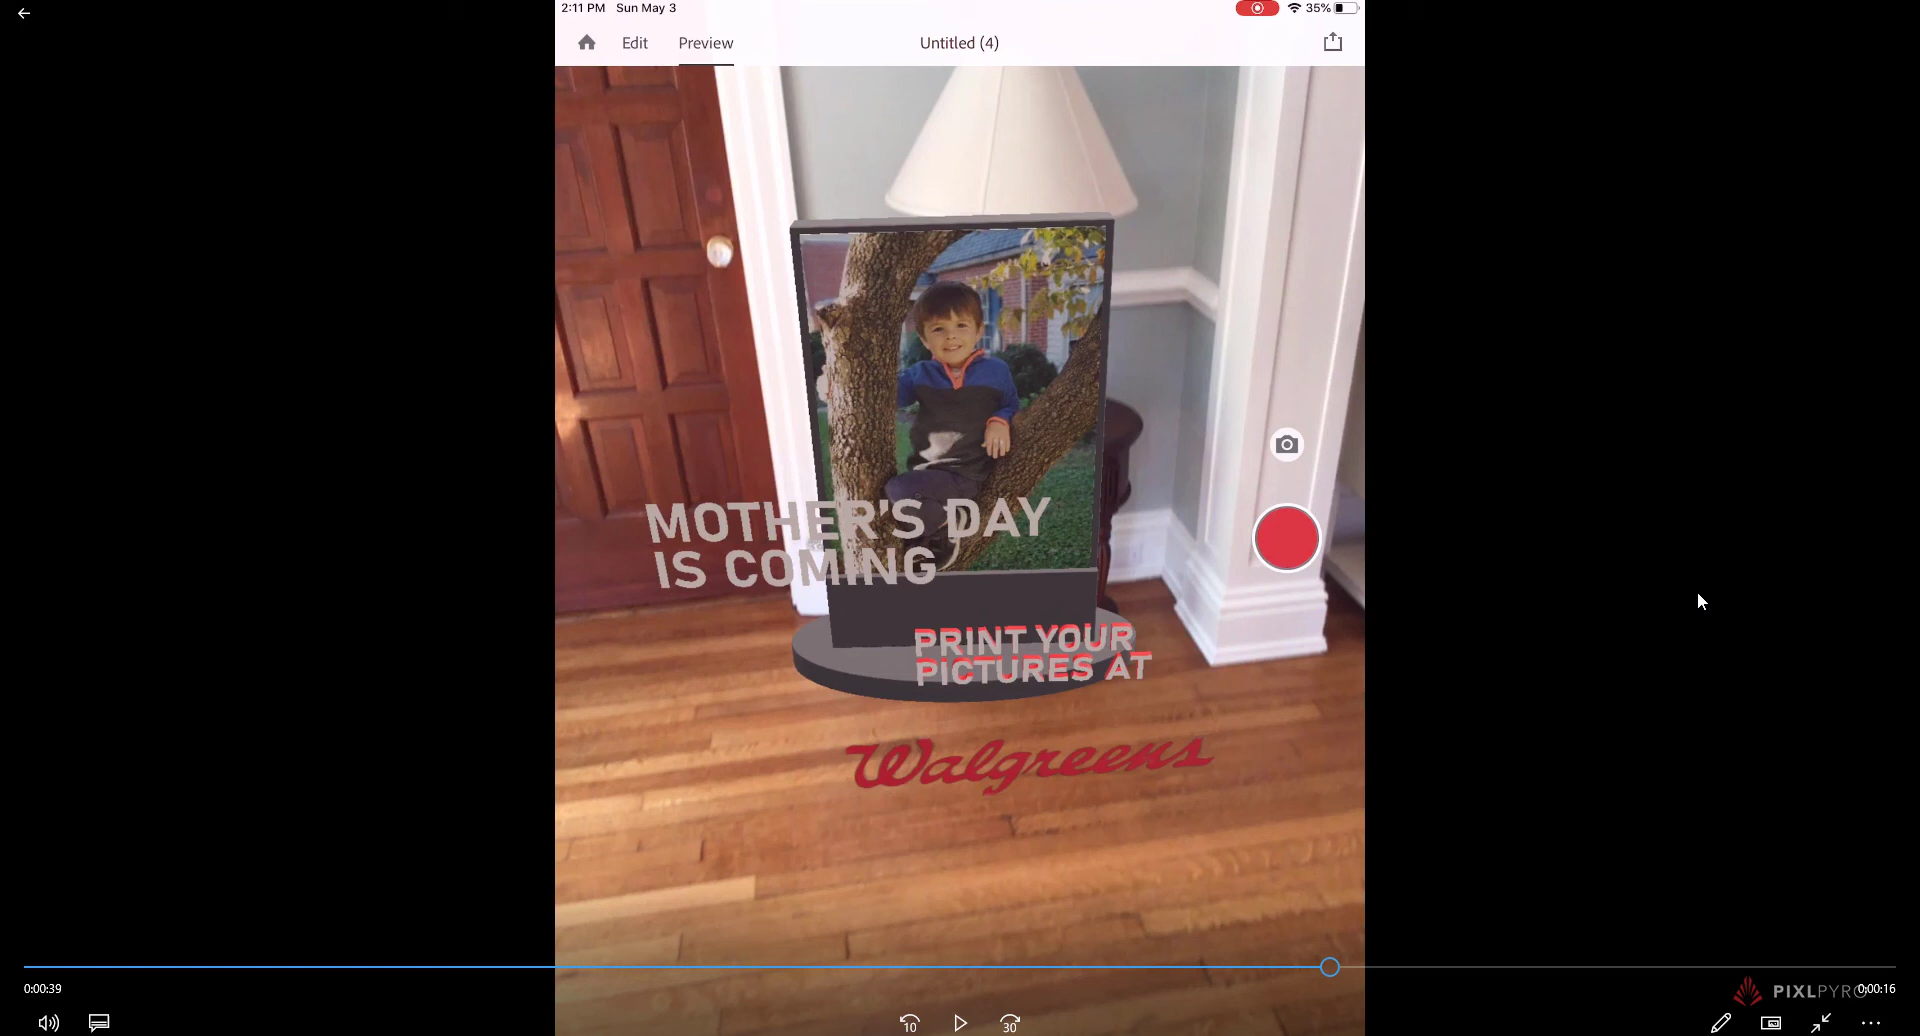 2:11 PM Sun May 3
35%
Edit Preview Untitled (4)
MOTHER'S DAY
IS COMING
PRINT YOUR
PICTURES AT
Walgreens
0:00:39
PIXLPYRO
0:00:16
10
30